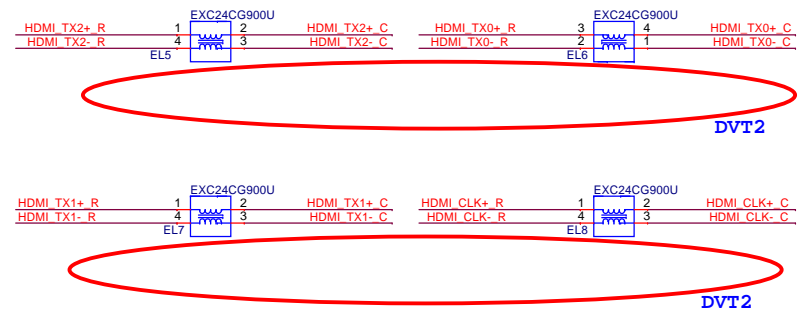 EXC24CG900U EXC24CG900U
HDMI_TX2+_R 1 2 HDMI_TX2+_C HDMI_TX0+_R 3 4 HDMI_TX0+_C
HDMI_TX2-_R 4 3 HDMI_TX2-_C HDMI_TX0-_R 2 1 HDMI_TX0-_C
EL5 EL6
DVT2
EXC24CG900U EXC24CG900U
HDMI_TX1+_R 1 2 HDMI_TX1+_C HDMI_CLK+_R 1 2 HDMI_CLK+_C
HDMI_TX1-_R 4 3 HDMI_TX1-_C HDMI_CLK-_R 4 3 HDMI_CLK-_C
EL7 EL8
DVT2